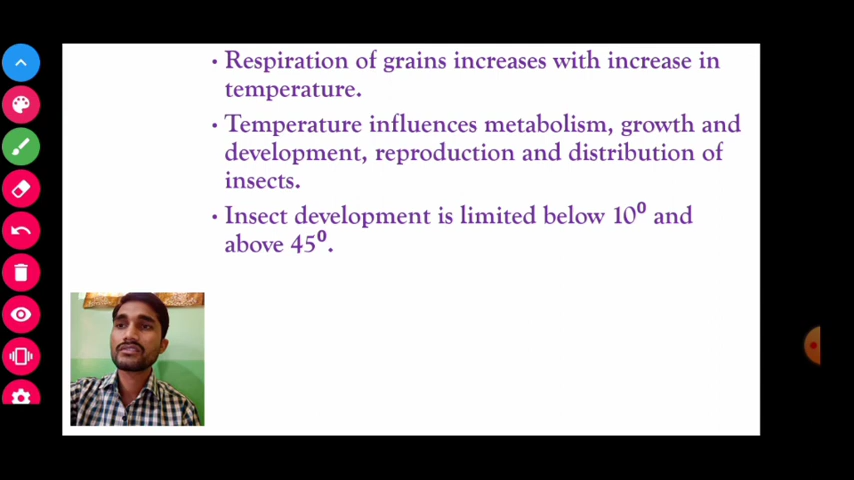 • Respiration of grains increases with increase in
temperature.
• Temperature influences metabolism, growth and
development, reproduction and distribution of
insects.
• Insect development is limited below 10⁰ and
above 45⁰.